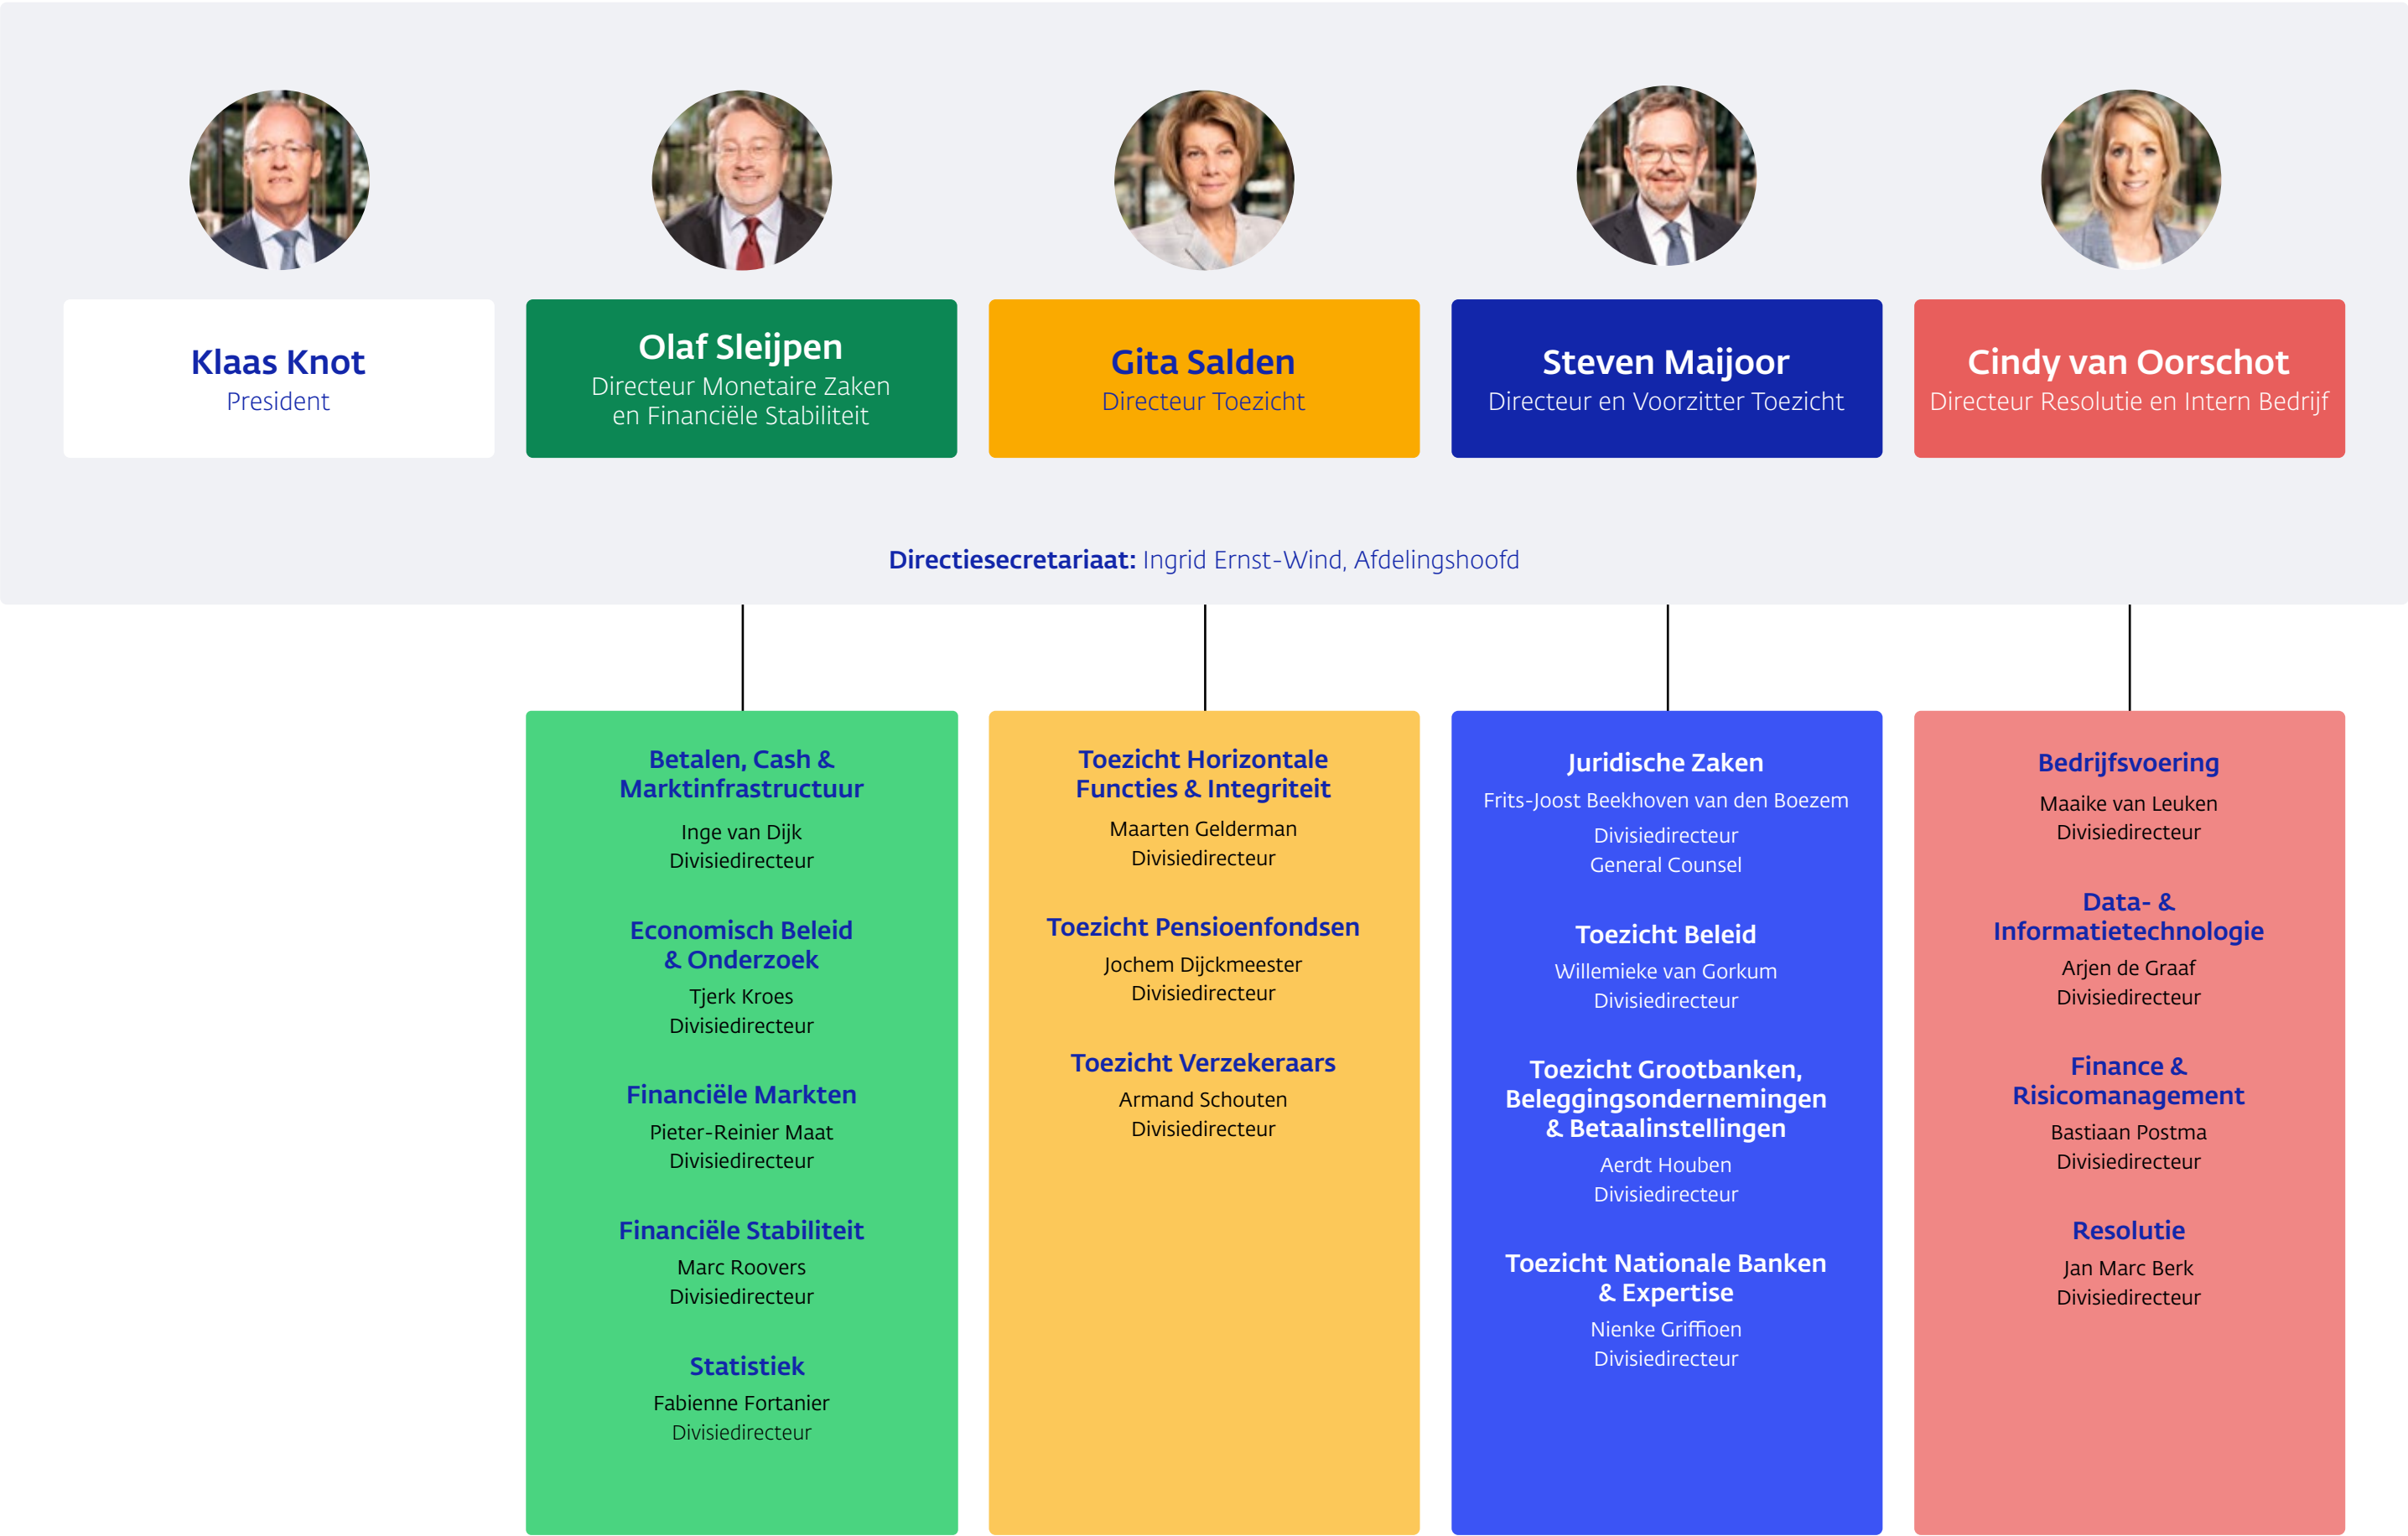 Klaas Knot
President
Olaf Sleijpen
Directeur Monetaire Zaken
en Financiële Stabiliteit
Gita Salden
Directeur Toezicht
Steven Maijoor
Directeur en Voorzitter Toezicht
Cindy van Oorschot
Directeur Resolutie en Intern Bedrijf
Directiesecretariaat: Ingrid Ernst-Wind, Afdelingshoofd
Betalen, Cash &
Marktinfrastructuur
Inge van Dijk
Divisiedirecteur
Economisch Beleid
& Onderzoek
Tjerk Kroes
Divisiedirecteur
Financiële Markten
Pieter-Reinier Maat
Divisiedirecteur
Financiële Stabiliteit
Marc Roovers
Divisiedirecteur
Statistiek
Fabienne Fortanier
Divisiedirecteur
Toezicht Horizontale
Functies & Integriteit
Maarten Gelderman
Divisiedirecteur
Toezicht Pensioenfondsen
Jochem Dijckmeester
Divisiedirecteur
Toezicht Verzekeraars
Armand Schouten
Divisiedirecteur
Juridische Zaken
Frits-Joost Beekhoven van den Boezem
Divisiedirecteur
General Counsel
Toezicht Beleid
Willemieke van Gorkum
Divisiedirecteur
Toezicht Grootbanken,
Beleggingsondernemingen
& Betaalinstellingen
Aerdt Houben
Divisiedirecteur
Toezicht Nationale Banken
& Expertise
Nienke Griffioen
Divisiedirecteur
Bedrijfsvoering
Maaike van Leuken
Divisiedirecteur
Data- &
Informatietechnologie
Arjen de Graaf
Divisiedirecteur
Finance &
Risicomanagement
Bastiaan Postma
Divisiedirecteur
Resolutie
Jan Marc Berk
Divisiedirecteur